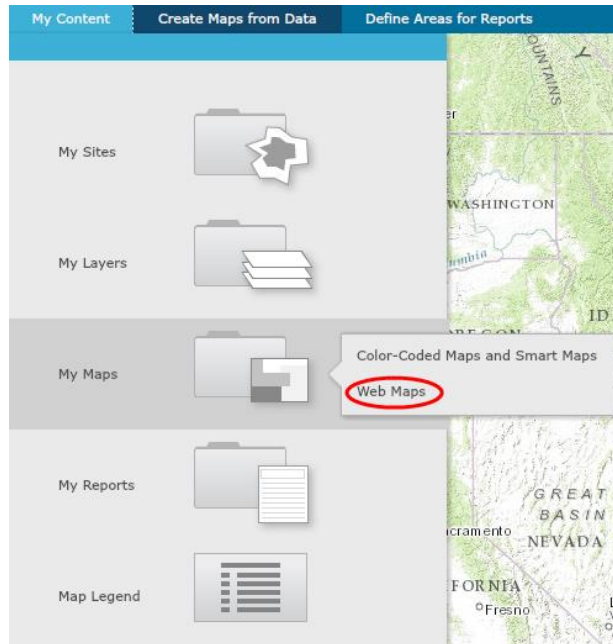 My Content
Create Maps from Data
Define Areas for Reports
My Sites
My Layers
My Maps
Color-Coded Maps and Smart Maps
Web Maps
My Reports
Map Legend
WASHINGTON
ID
GREAT
BASIN
NEVADA
Fresno